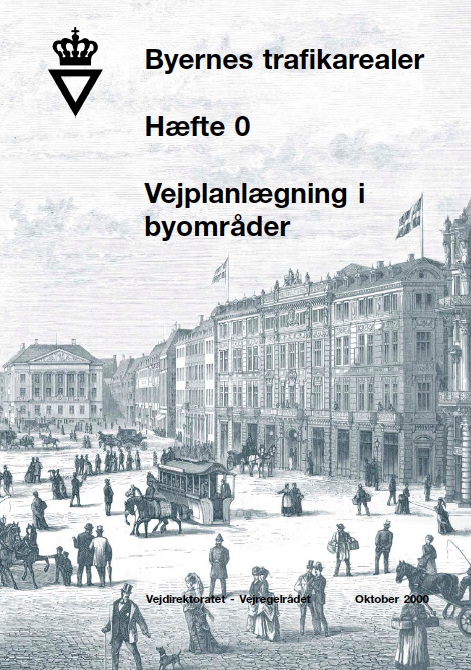 Byernes trafikarealer
Hæfte 0
Vejplanlægning i
byområder
Vejdirektoratet - Vejregelrådet Oktober 2000